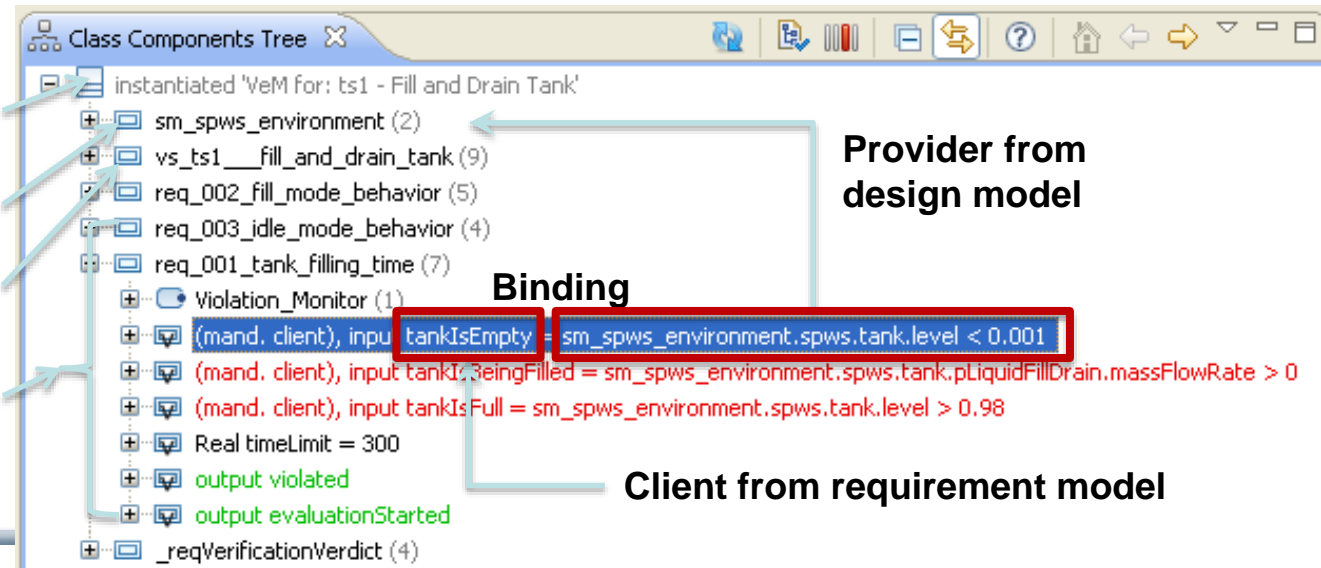 Class Components Tree
instantiated 'VeM for: ts1 - Fill and Drain Tank'
sm_spws_environment (2)
vs_ts1___fill_and_drain_tank (9)
req_002_fill_mode_behavior (5)
req_003_idle_mode_behavior (4)
req_001_tank_filling_time (7)
Violation_Monitor (1)
(mand. client), input tankIsEmpty = sm_spws_environment.spws.tank.level < 0.001
(mand. client), input tankIsBeingFilled = sm_spws_environment.spws.tank.pLiquidFillDrain.massFlowRate > 0
(mand. client), input tankIsFull = sm_spws_environment.spws.tank.level > 0.98
Real timeLimit = 300
output violated
output evaluationStarted
_reqVerificationVerdict (4)
Provider from
design model
Binding
Client from requirement model